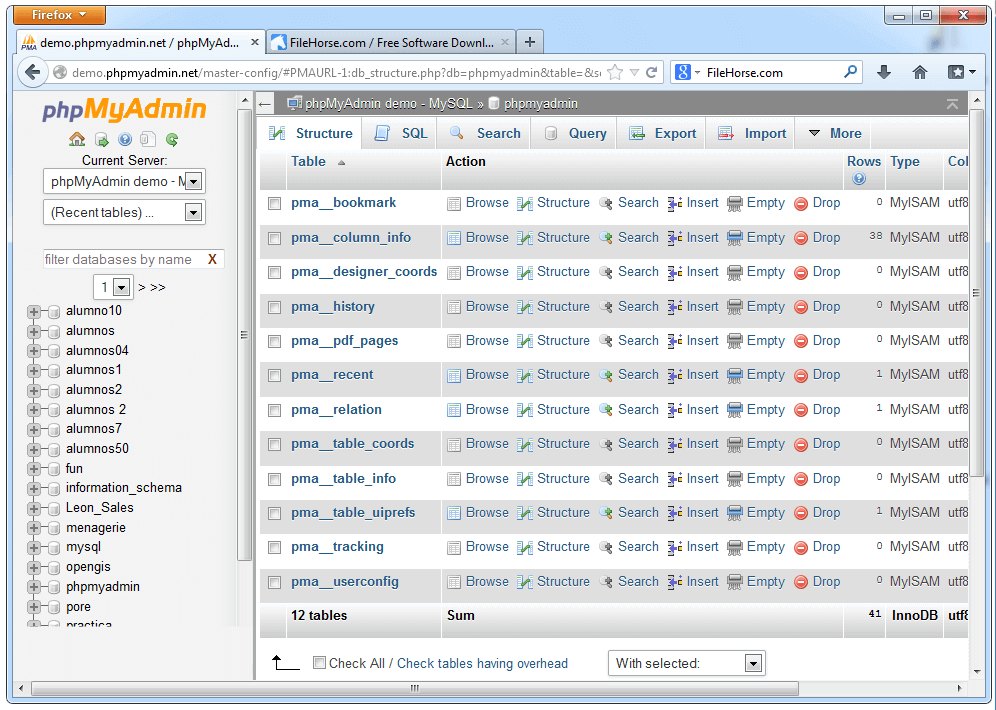 Firefox
demo.phpmyadmin.net / phpMyAd...
FileHorse.com / Free Software Downl...
demo.phpmyadmin.net/master-config/#PMAURL-1:db_structure.php?db=phpmyadmin&table=&s
FileHorse.com
phpMyAdmin
Current Server:
phpMyAdmin demo - M
(Recent tables) ...
filter databases by name X
1 > >>
alumno10
alumnos
alumnos04
alumnos1
alumnos2
alumnos 2
alumnos7
alumnos50
fun
information_schema
Leon_Sales
menagerie
mysql
opengis
phpmyadmin
pore
practica
phpMyAdmin demo - MySQL » phpmyadmin
Structure SQL Search Query Export Import More
Table Action Rows Type Col
pma__bookmark Browse Structure Search Insert Empty Drop 0 MyISAM utf8
pma__column_info Browse Structure Search Insert Empty Drop 38 MyISAM utf8
pma__designer_coords Browse Structure Search Insert Empty Drop 0 MyISAM utf8
pma__history Browse Structure Search Insert Empty Drop 0 MyISAM utf8
pma__pdf_pages Browse Structure Search Insert Empty Drop 0 MyISAM utf8
pma__recent Browse Structure Search Insert Empty Drop 1 MyISAM utf8
pma__relation Browse Structure Search Insert Empty Drop 1 MyISAM utf8
pma__table_coords Browse Structure Search Insert Empty Drop 0 MyISAM utf8
pma__table_info Browse Structure Search Insert Empty Drop 0 MyISAM utf8
pma__table_uiprefs Browse Structure Search Insert Empty Drop 1 MyISAM utf8
pma__tracking Browse Structure Search Insert Empty Drop 0 MyISAM utf8
pma__userconfig Browse Structure Search Insert Empty Drop 0 MyISAM utf8
12 tables Sum 41 InnoDB utf8
Check All / Check tables having overhead With selected: